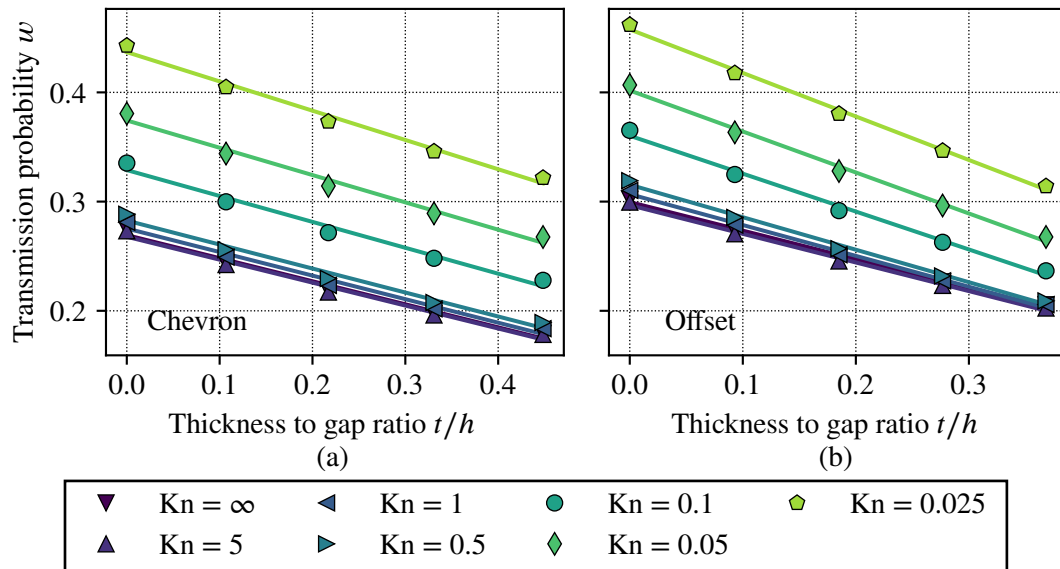 Transmission probability w
0.4
0.3
0.2
Chevron
Offset
0.0 0.1 0.2 0.3 0.4
0.0 0.1 0.2 0.3
Thickness to gap ratio t/h
Thickness to gap ratio t/h
(a)
(b)
Kn = ∞ Kn = 1 Kn = 0.1 Kn = 0.025
Kn = 5 Kn = 0.5 Kn = 0.05